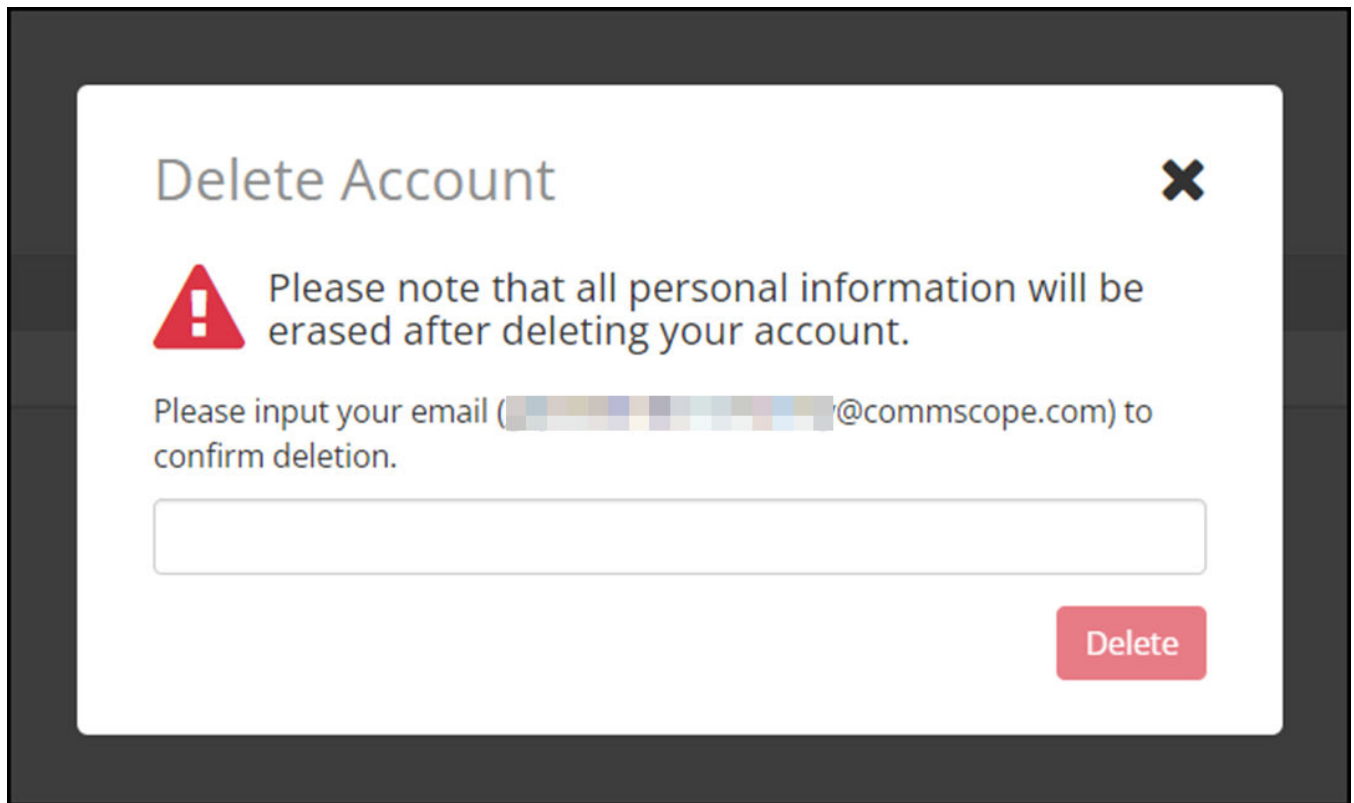 Delete Account
Please note that all personal information will be
erased after deleting your account.
Please input your email (@commscope.com) to
confirm deletion.
Delete